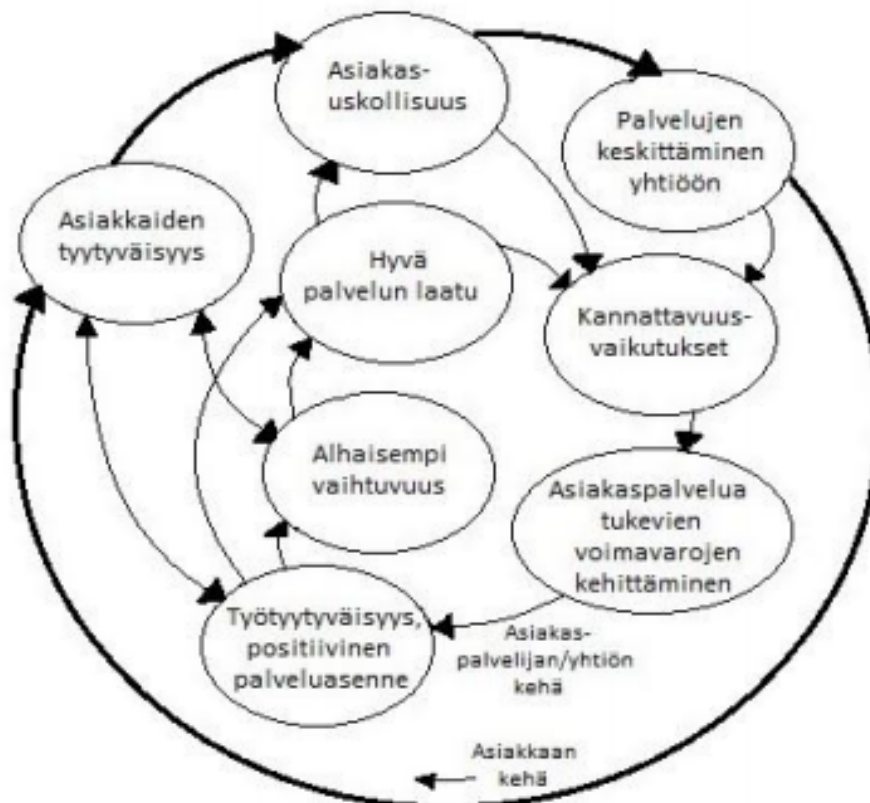 Asiakas-
uskollisuus
Palvelujen
keskittäminen
yhtiöön
Asiakkaiden
tyytyväisyys
Hyvä
palvelun laatu
Kannattavuus-
vaikutukset
Alhaisempi
vaihtuvuus
Asiakaspalvelua
tukevien
voimavarojen
kehittäminen
Työtyytyväisyys,
positiivinen
palveluasenne
Asiakas-
palvelijan/yhtiön
kehä
Asiakkaan
kehä